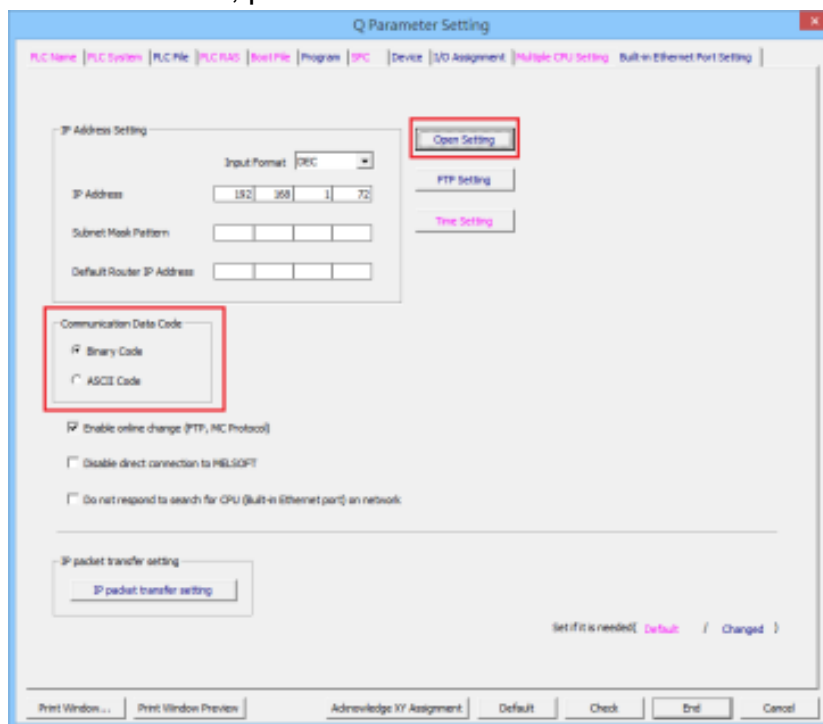 Q Parameter Setting
PLC Name PLC System PLC File PLC RAS Boot File Program SFC Device I/O Assignment Multiple CPU Setting Built-in Ethernet Port Setting
IP Address Setting
Open Setting
Input Format DEC
FTP Setting
IP Address 192 168 1 72
Time Setting
Subnet Mask Pattern
Default Router IP Address
Communication Data Code
Binary Code
ASCII Code
Enable online change (FTP, MC Protocol)
Disable direct connection to MELSOFT
Do not respond to search for CPU (Built-in Ethernet port) on network
IP packet transfer setting
IP packet transfer setting
Set if it is needed( Default / Changed )
Print Window... Print Window Preview Acknowledge XY Assignment Default Check End Cancel